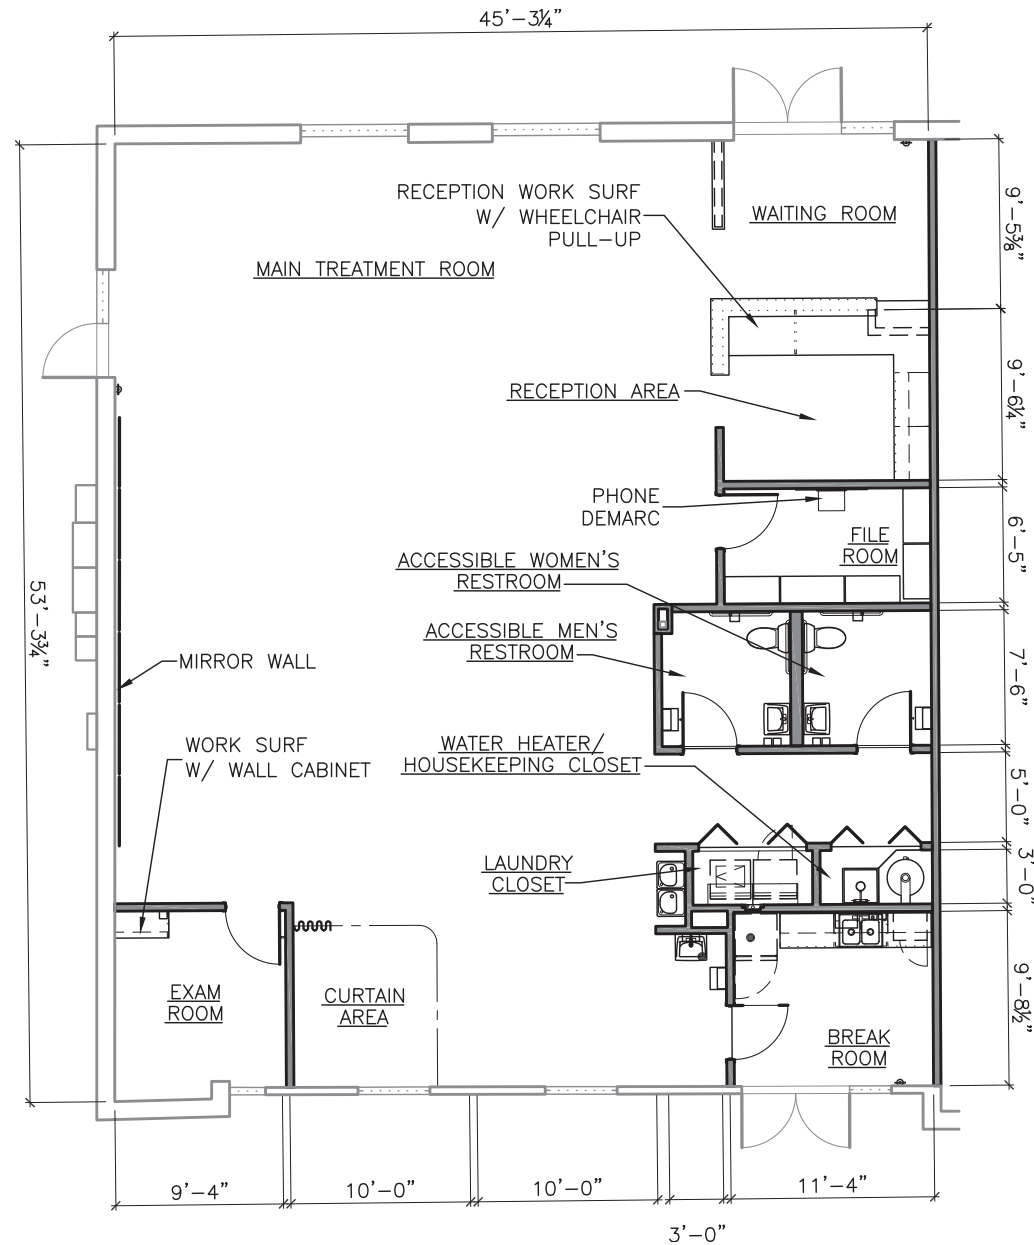 45'-3¼"
RECEPTION WORK SURF
W/ WHEELCHAIR
PULL-UP
WAITING ROOM
9'-5⅜"
MAIN TREATMENT ROOM
RECEPTION AREA
9'-6¼"
PHONE
DEMARC
FILE
ROOM
6'-5"
ACCESSIBLE WOMEN'S
RESTROOM
ACCESSIBLE MEN'S
RESTROOM
53'-3¾"
7'-6"
MIRROR WALL
WORK SURF
W/ WALL CABINET
WATER HEATER/
HOUSEKEEPING CLOSET
5'-0"
LAUNDRY
CLOSET
3'-0"
EXAM
ROOM
CURTAIN
AREA
BREAK
ROOM
9'-8½"
9'-4"
10'-0"
10'-0"
11'-4"
3'-0"